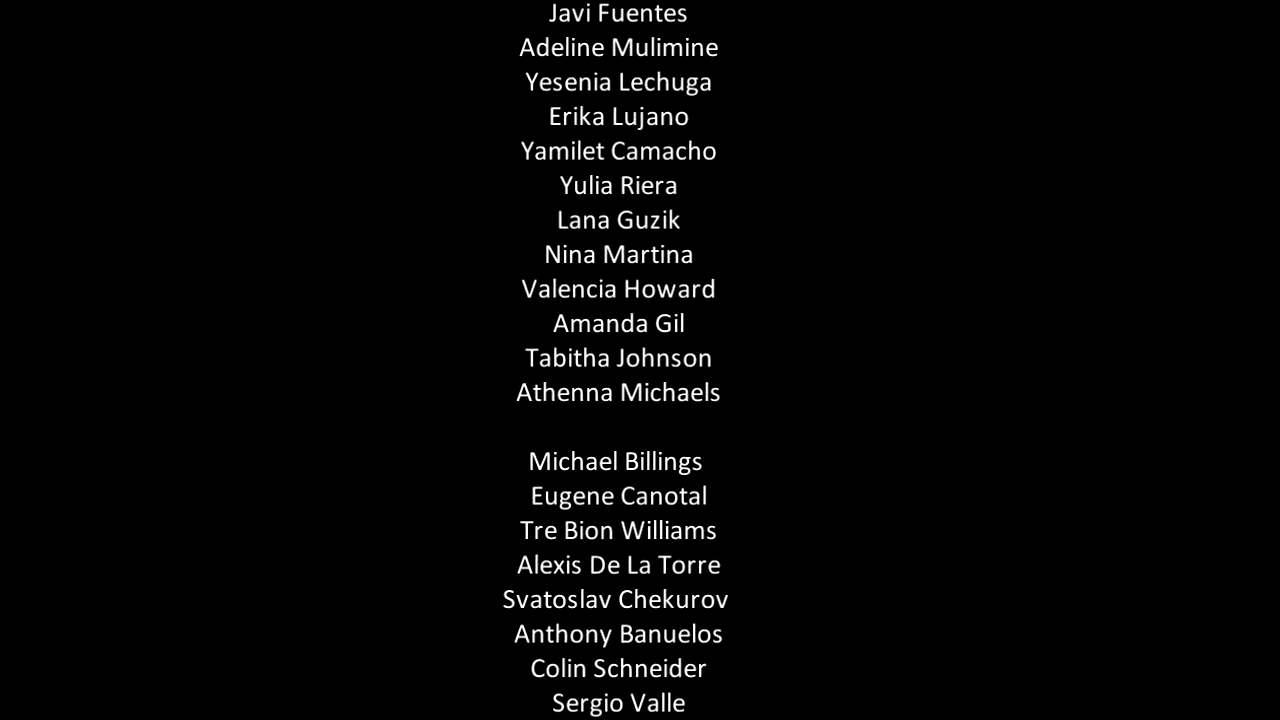 Javi Fuentes
Adeline Mulimine
Yesenia Lechuga
Erika Lujano
Yamilet Camacho
Yulia Riera
Lana Guzik
Nina Martina
Valencia Howard
Amanda Gil
Tabitha Johnson
Athenna Michaels
Michael Billings
Eugene Canotal
Tre Bion Williams
Alexis De La Torre
Svatoslav Chekurov
Anthony Banuelos
Colin Schneider
Sergio Valle